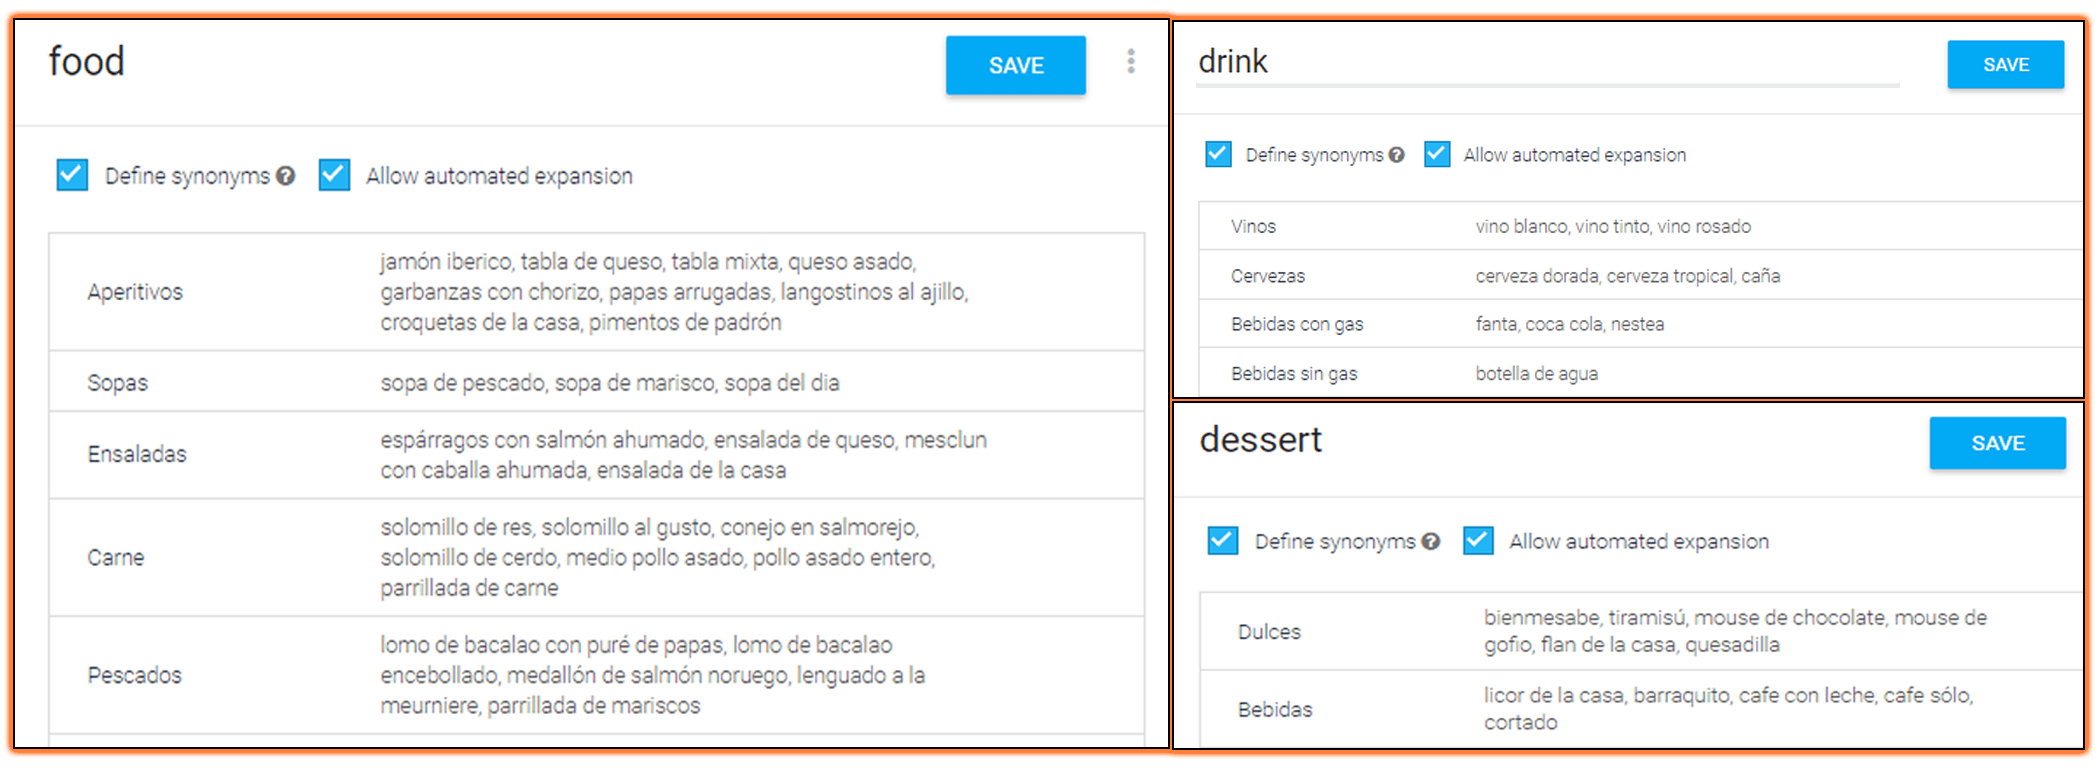 food
SAVE
Define synonyms
Allow automated expansion
Aperitivos
jamón iberico, tabla de queso, tabla mixta, queso asado,
garbanzas con chorizo, papas arrugadas, langostinos al ajillo,
croquetas de la casa, pimentos de padrón
Sopas
sopa de pescado, sopa de marisco, sopa del dia
Ensaladas
espárragos con salmón ahumado, ensalada de queso, mesclun
con caballa ahumada, ensalada de la casa
Carne
solomillo de res, solomillo al gusto, conejo en salmorejo,
solomillo de cerdo, medio pollo asado, pollo asado entero,
parrillada de carne
Pescados
lomo de bacalao con puré de papas, lomo de bacalao
encebollado, medallón de salmón noruego, lenguado a la
meurniere, parrillada de mariscos
drink
SAVE
Define synonyms
Allow automated expansion
Vinos
vino blanco, vino tinto, vino rosado
Cervezas
cerveza dorada, cerveza tropical, caña
Bebidas con gas
fanta, coca cola, nestea
Bebidas sin gas
botella de agua
dessert
SAVE
Define synonyms
Allow automated expansion
Dulces
bienmesabe, tiramisú, mouse de chocolate, mouse de
gofio, flan de la casa, quesadilla
Bebidas
licor de la casa, barraquito, cafe con leche, cafe sólo,
cortado